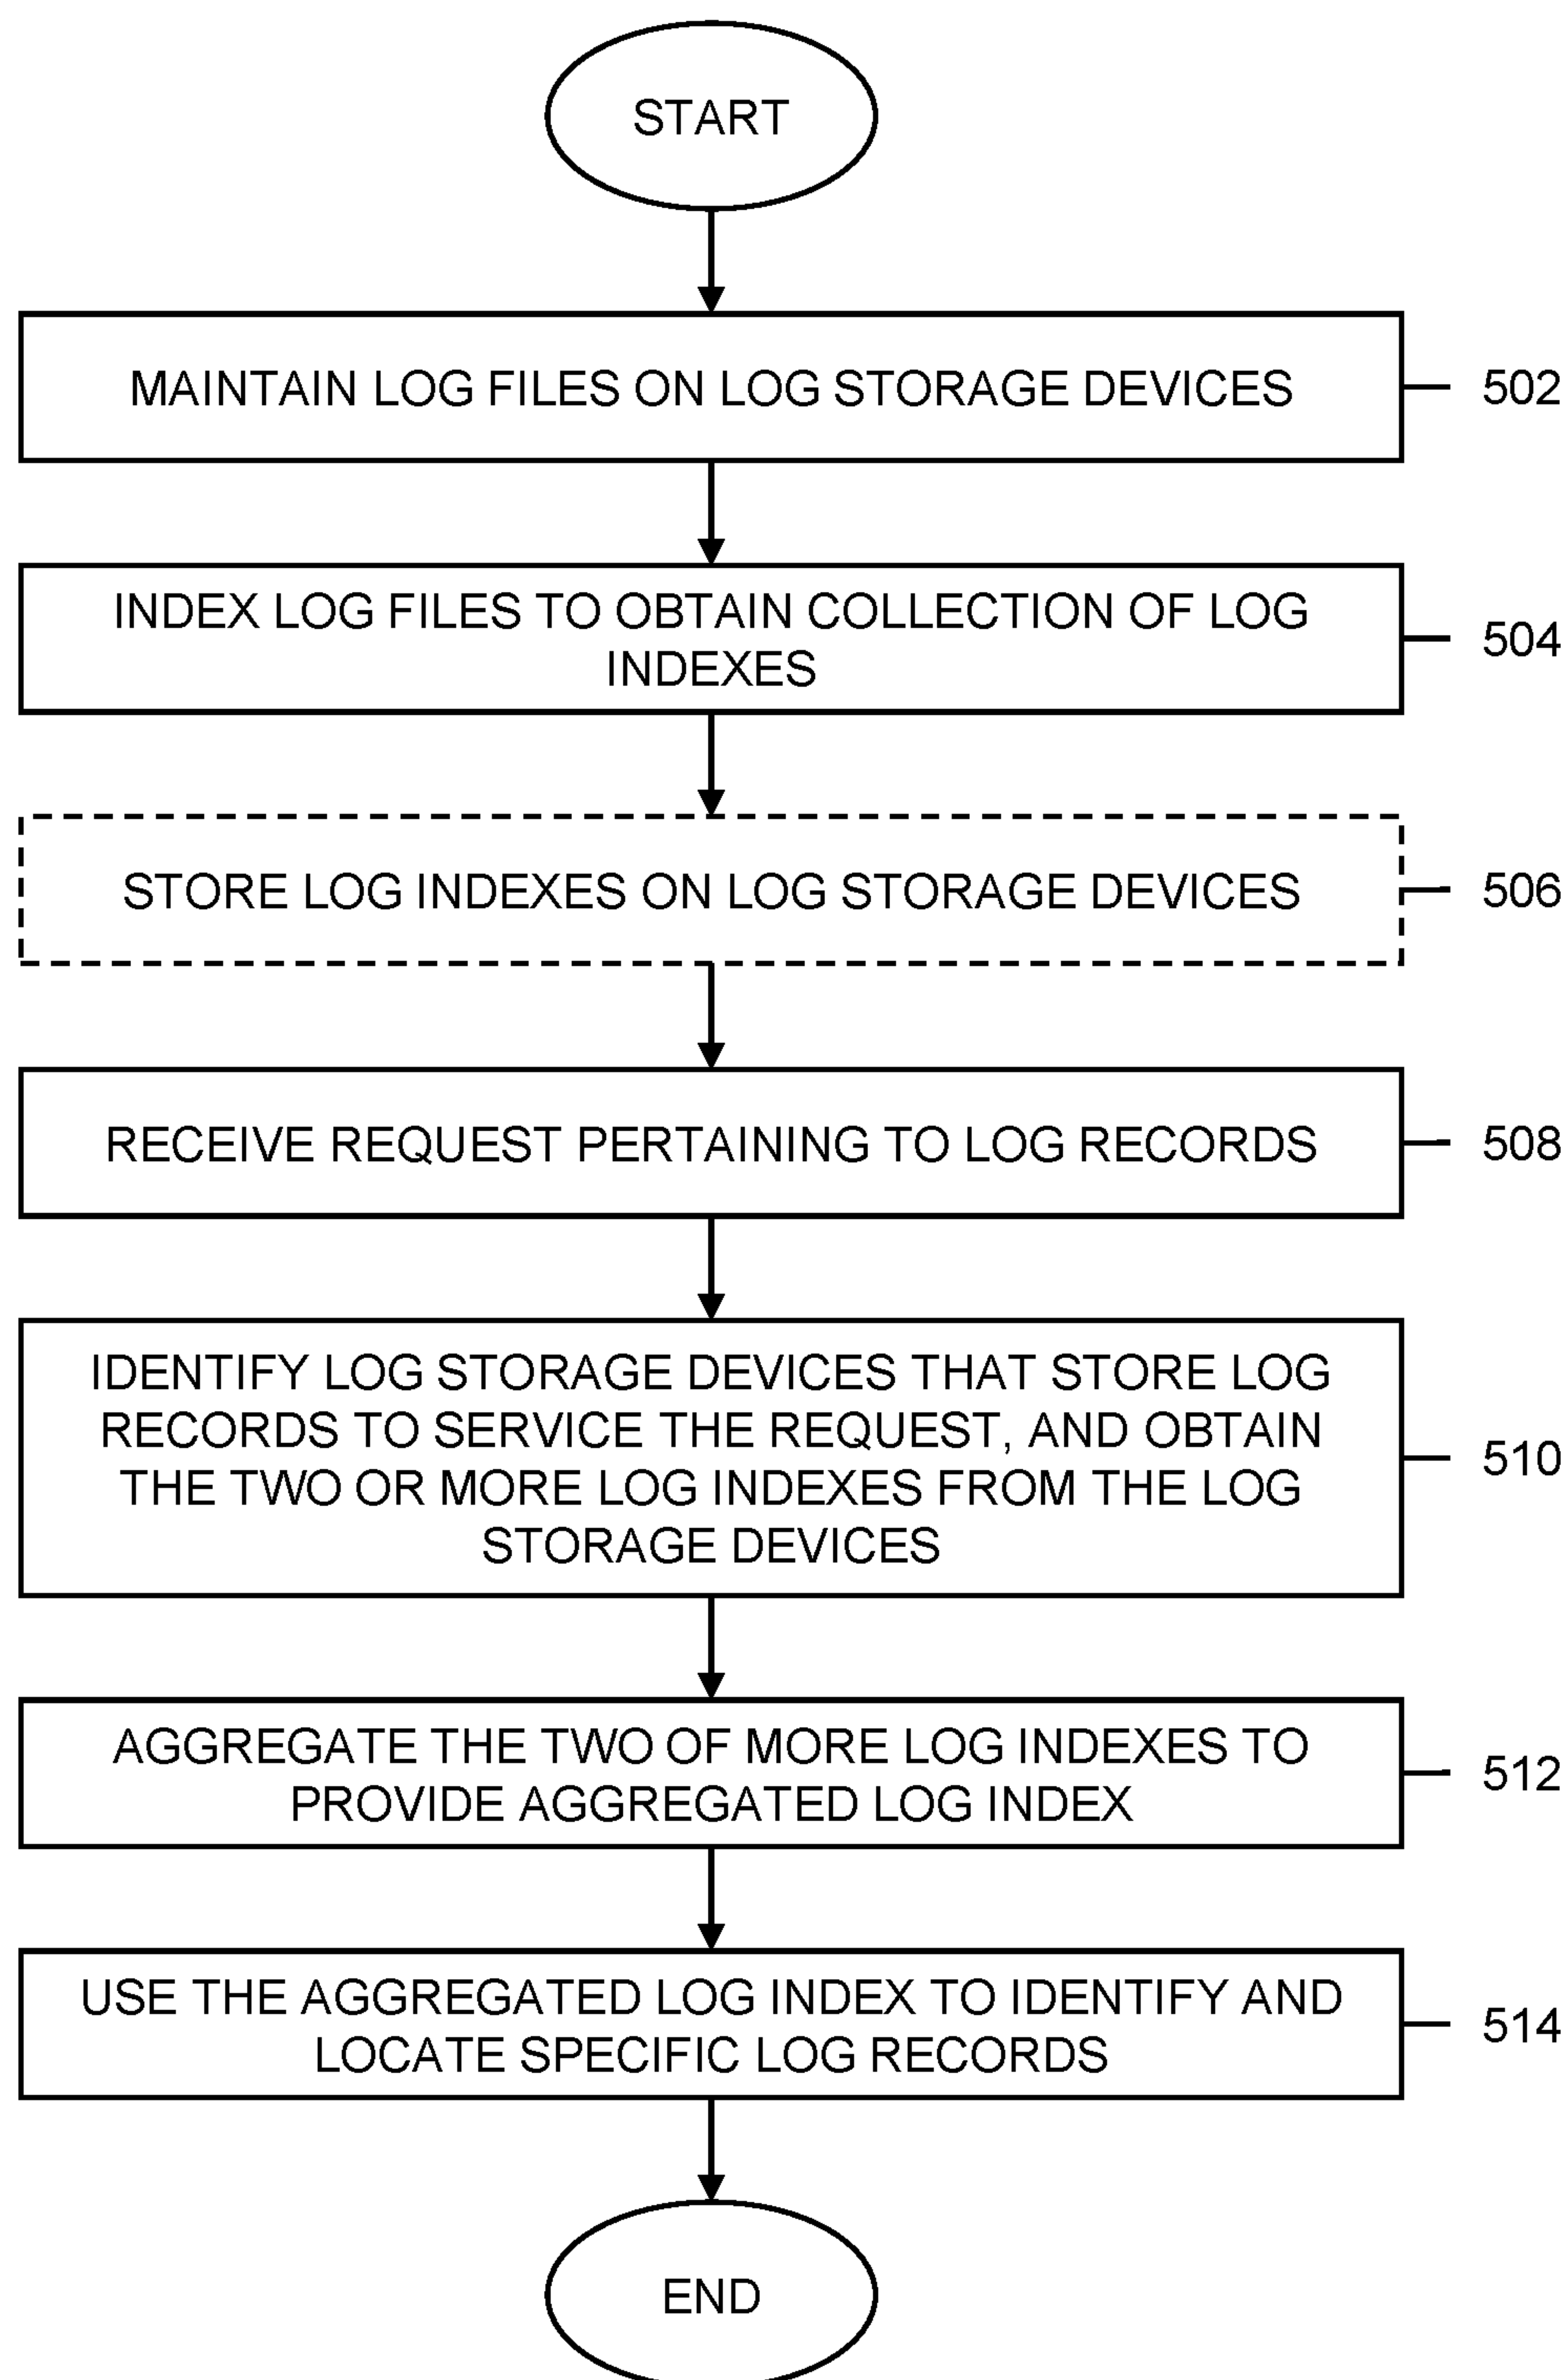 START
MAINTAIN LOG FILES ON LOG STORAGE DEVICES
502
INDEX LOG FILES TO OBTAIN COLLECTION OF LOG
INDEXES
504
STORE LOG INDEXES ON LOG STORAGE DEVICES
506
RECEIVE REQUEST PERTAINING TO LOG RECORDS
508
IDENTIFY LOG STORAGE DEVICES THAT STORE LOG
RECORDS TO SERVICE THE REQUEST, AND OBTAIN
THE TWO OR MORE LOG INDEXES FROM THE LOG
STORAGE DEVICES
510
AGGREGATE THE TWO OF MORE LOG INDEXES TO
PROVIDE AGGREGATED LOG INDEX
512
USE THE AGGREGATED LOG INDEX TO IDENTIFY AND
LOCATE SPECIFIC LOG RECORDS
514
END